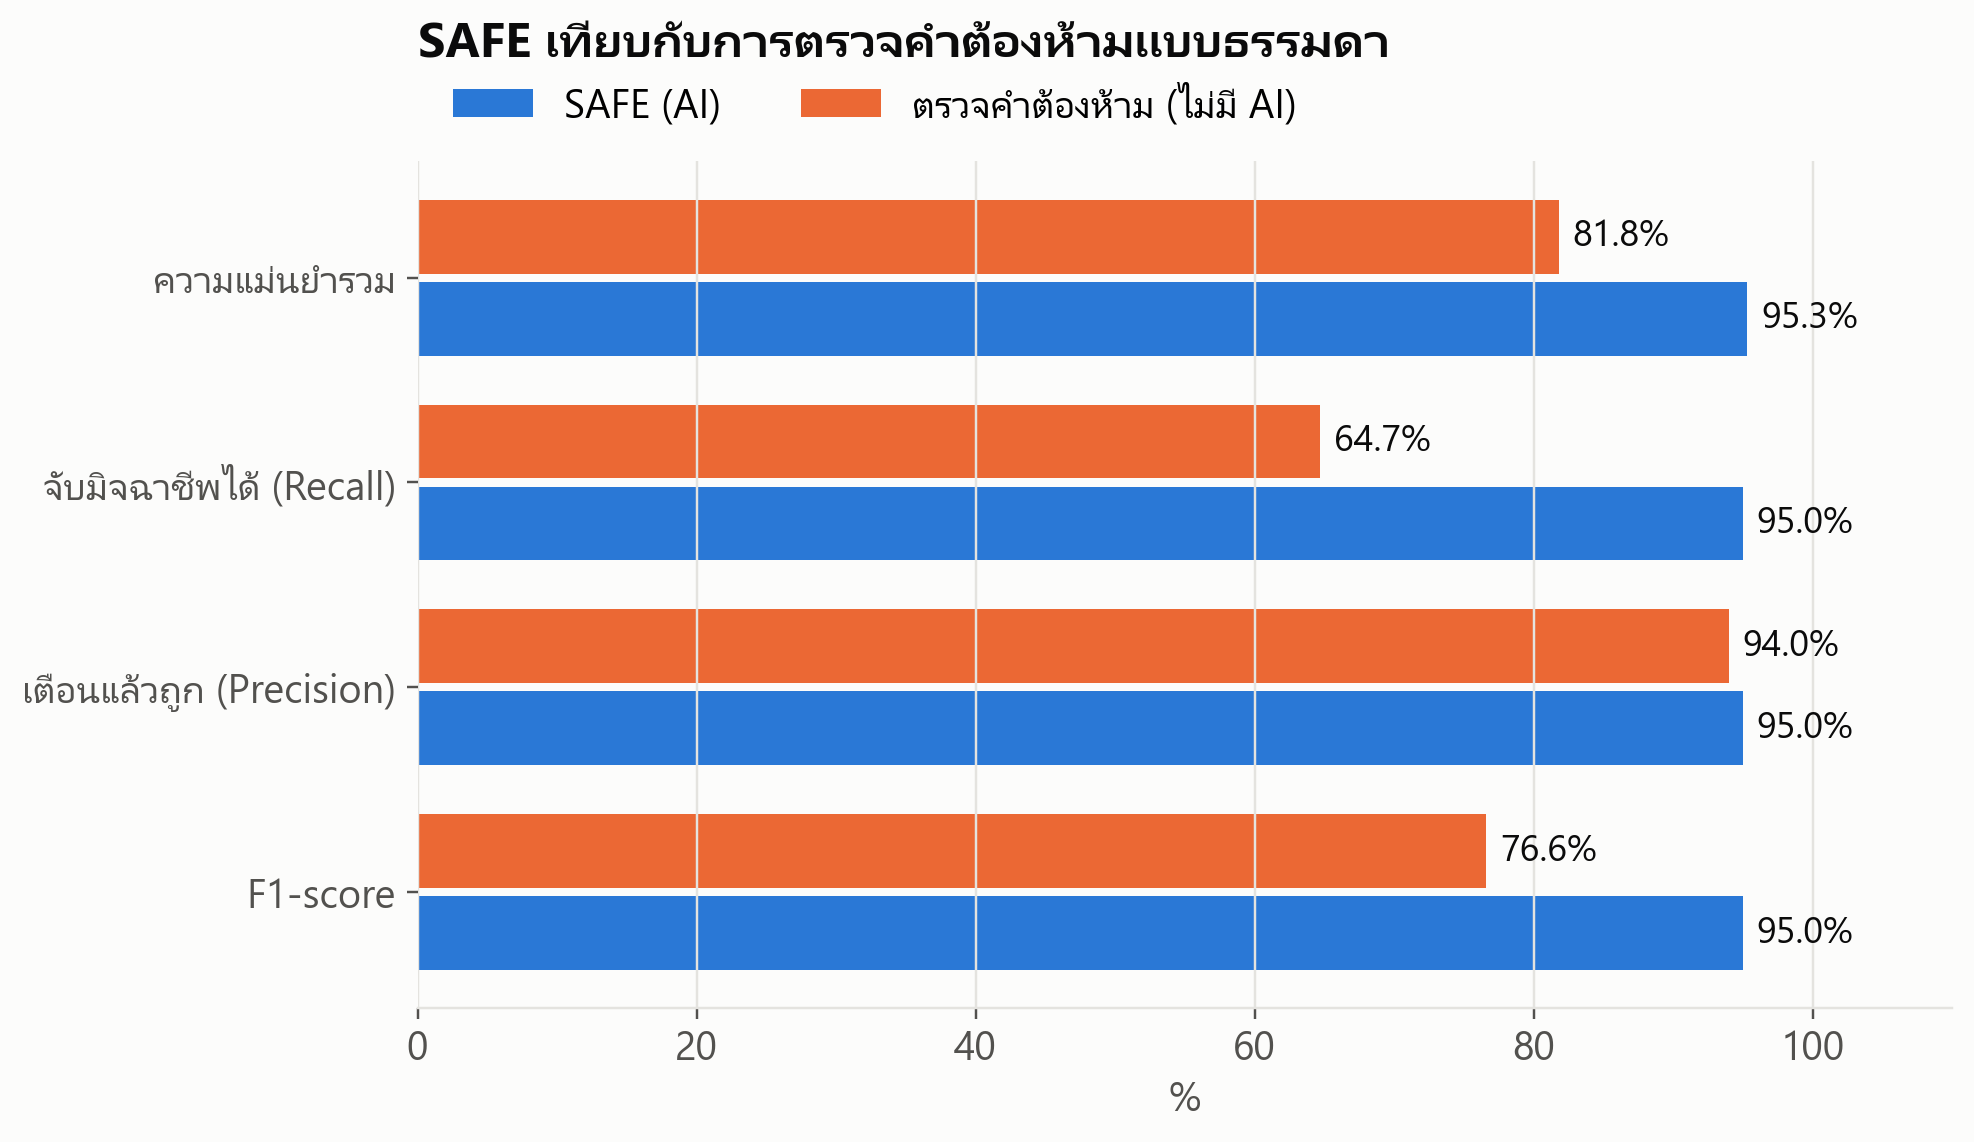 SAFE เทียบกับการตรวจคำต้องห้ามแบบธรรมดา
SAFE (AI) ตรวจคำต้องห้าม (ไม่มี AI)
ความแม่นยำรวม
81.8%
95.3%
จับมิจฉาชีพได้ (Recall)
64.7%
95.0%
เตือนแล้วถูก (Precision)
94.0%
95.0%
F1-score
76.6%
95.0%
0 20 40 60 80 100
%